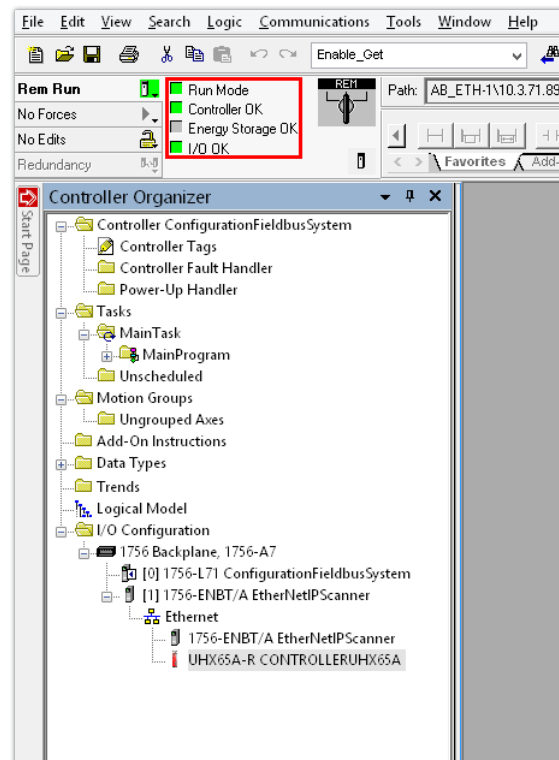 File Edit View Search Logic Communications Tools Window Help
Enable_Get
Rem Run
No Forces
No Edits
Redundancy
Run Mode
Controller OK
Energy Storage OK
I/O OK
REM
Path: AB_ETH-1\10.3.71.89
Favorites Add-
Start Page
Controller Organizer
Controller ConfigurationFieldbusSystem
Controller Tags
Controller Fault Handler
Power-Up Handler
Tasks
MainTask
MainProgram
Unscheduled
Motion Groups
Ungrouped Axes
Add-On Instructions
Data Types
Trends
Logical Model
I/O Configuration
1756 Backplane, 1756-A7
[0] 1756-L71 ConfigurationFieldbusSystem
[1] 1756-ENBT/A EtherNetIPScanner
Ethernet
1756-ENBT/A EtherNetIPScanner
UHX65A-R CONTROLLERUHX65A